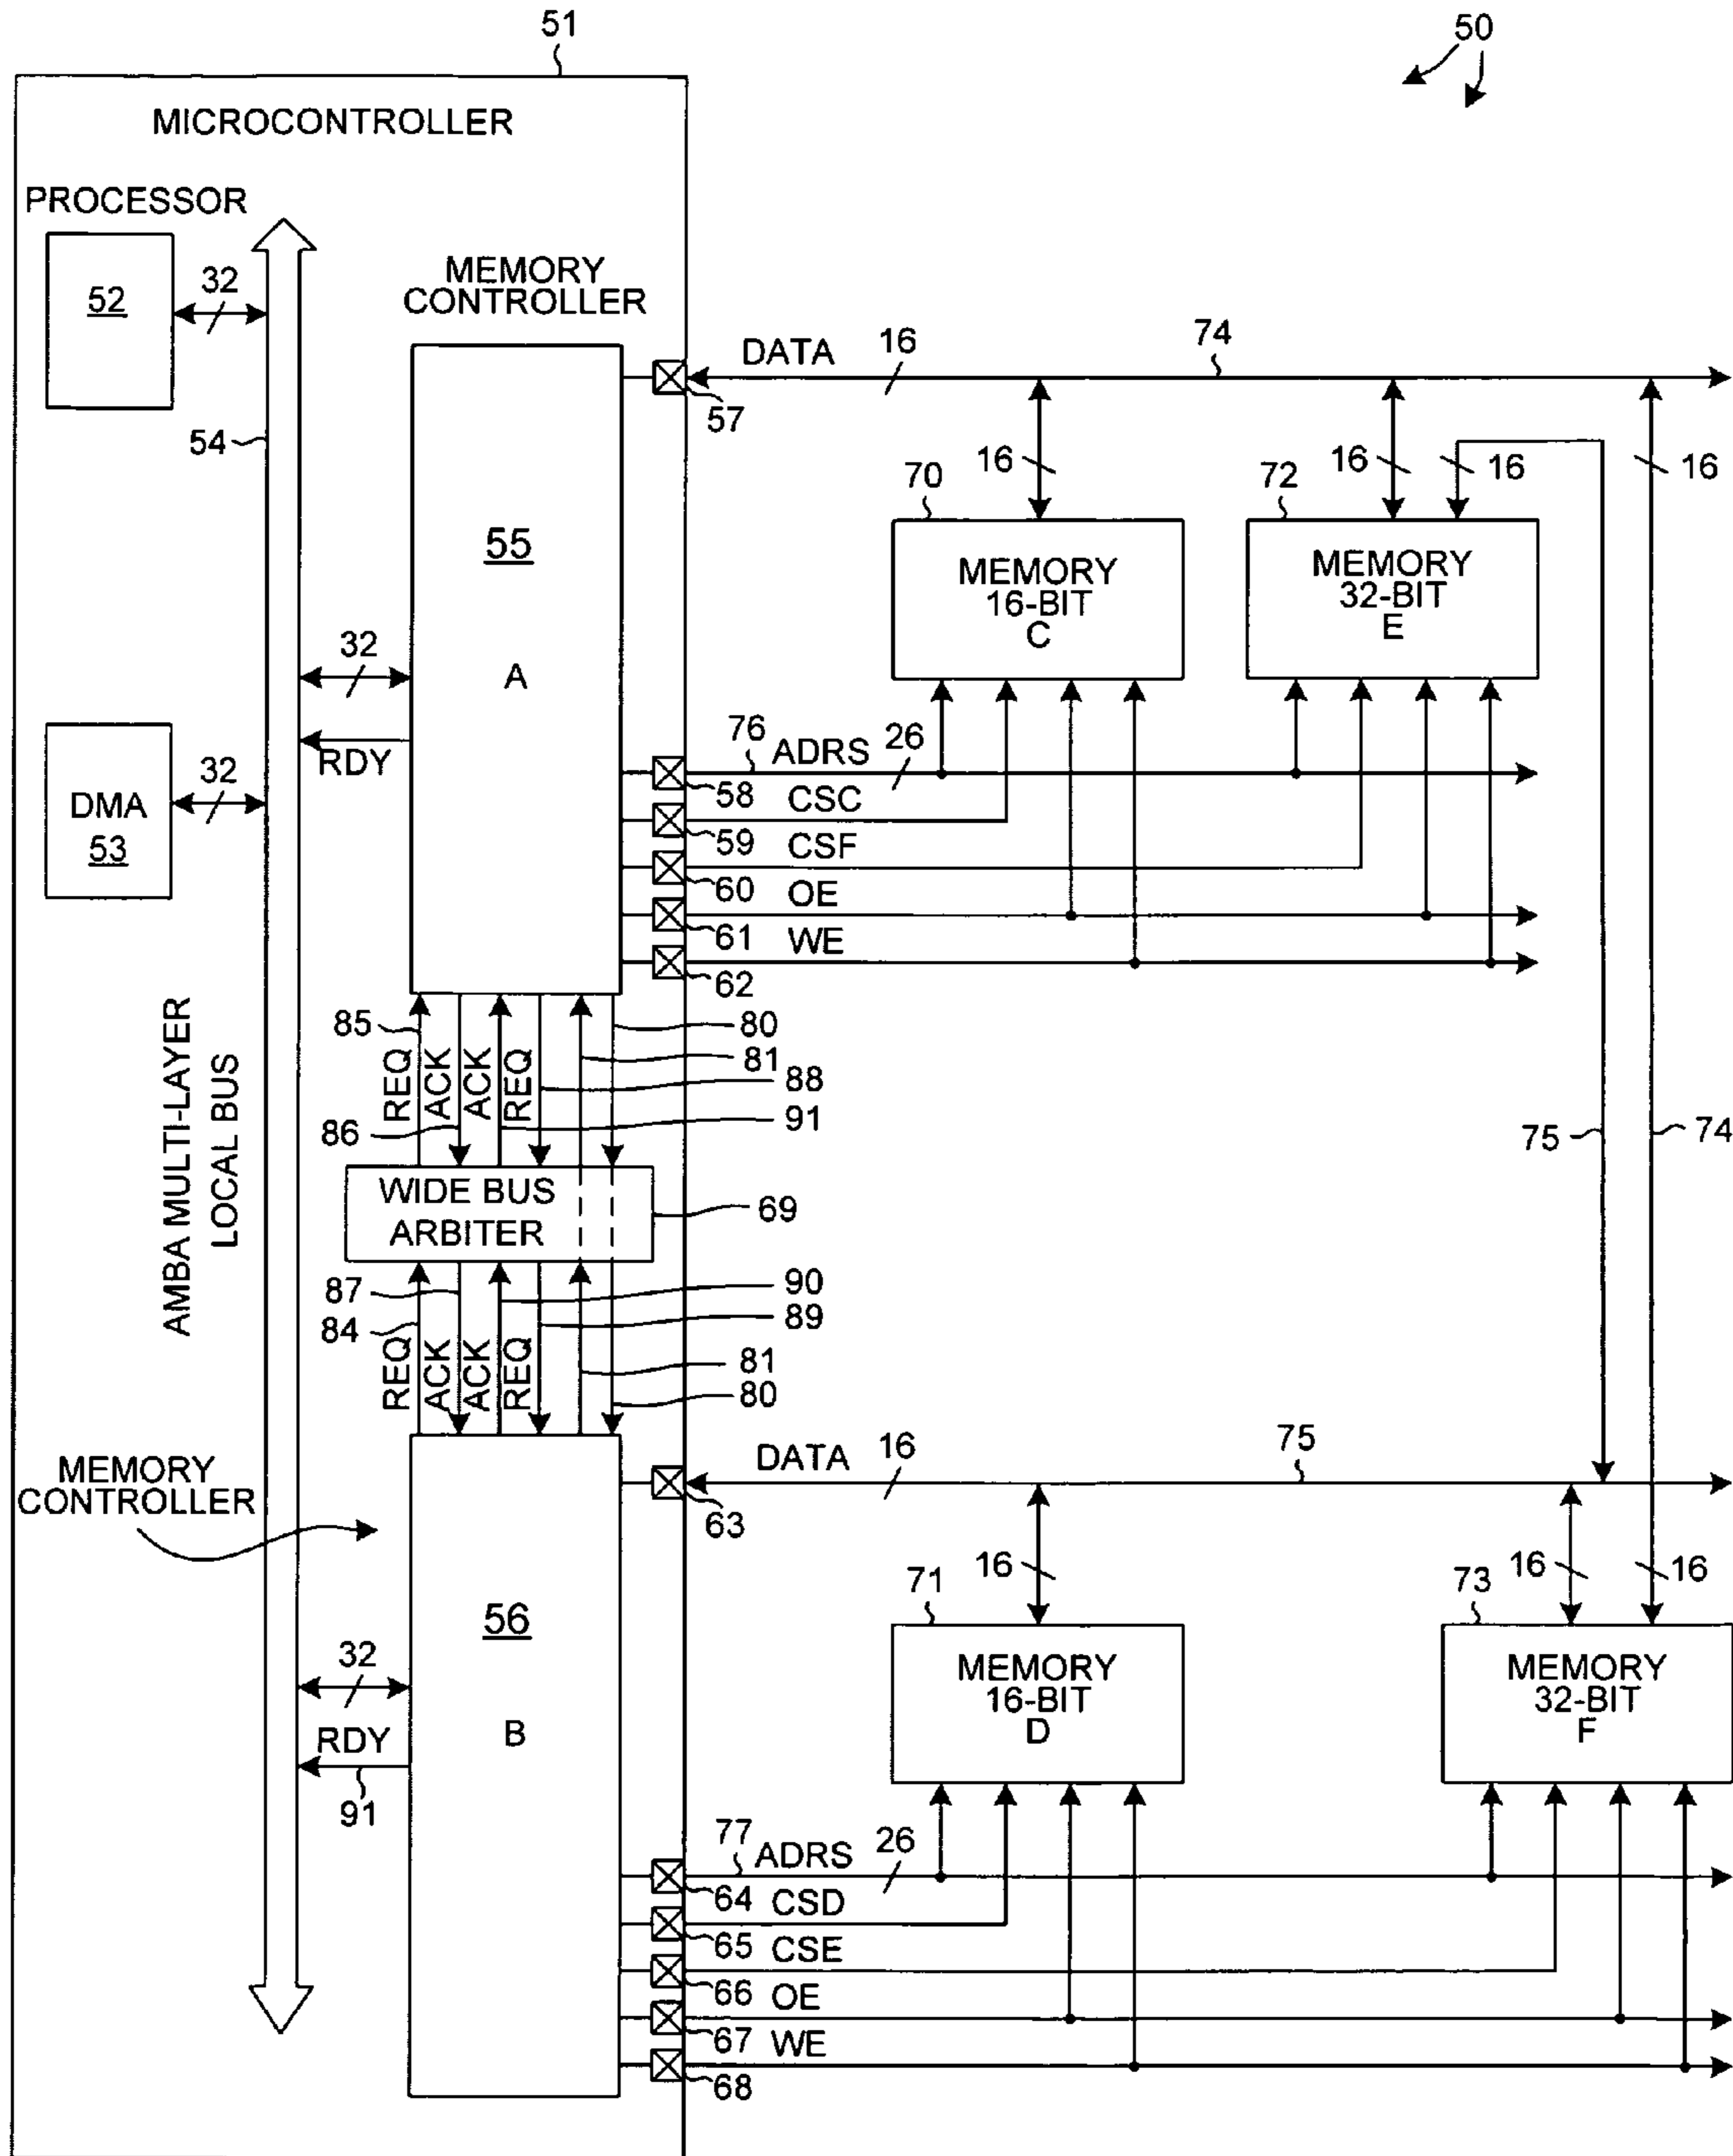 51
50
MICROCONTROLLER
PROCESSOR
52
32
MEMORY
CONTROLLER
DATA
16
74
57
54
16
16
16
16
70
72
55
MEMORY
16-BIT
C
MEMORY
32-BIT
E
A
32
RDY
DMA
53
32
76
ADRS
26
58
CSC
59
CSF
60
OE
61
WE
62
85
REQ
ACK
ACK
REQ
80
81
88
86
91
75
74
AMBA MULTI-LAYER
LOCAL BUS
WIDE BUS
ARBITER
69
87
84
REQ
ACK
ACK
REQ
90
89
81
80
MEMORY
CONTROLLER
DATA
16
75
63
16
16
16
71
73
56
MEMORY
16-BIT
D
MEMORY
32-BIT
F
32
B
RDY
91
77
ADRS
26
64
CSD
65
CSE
66
OE
67
WE
68